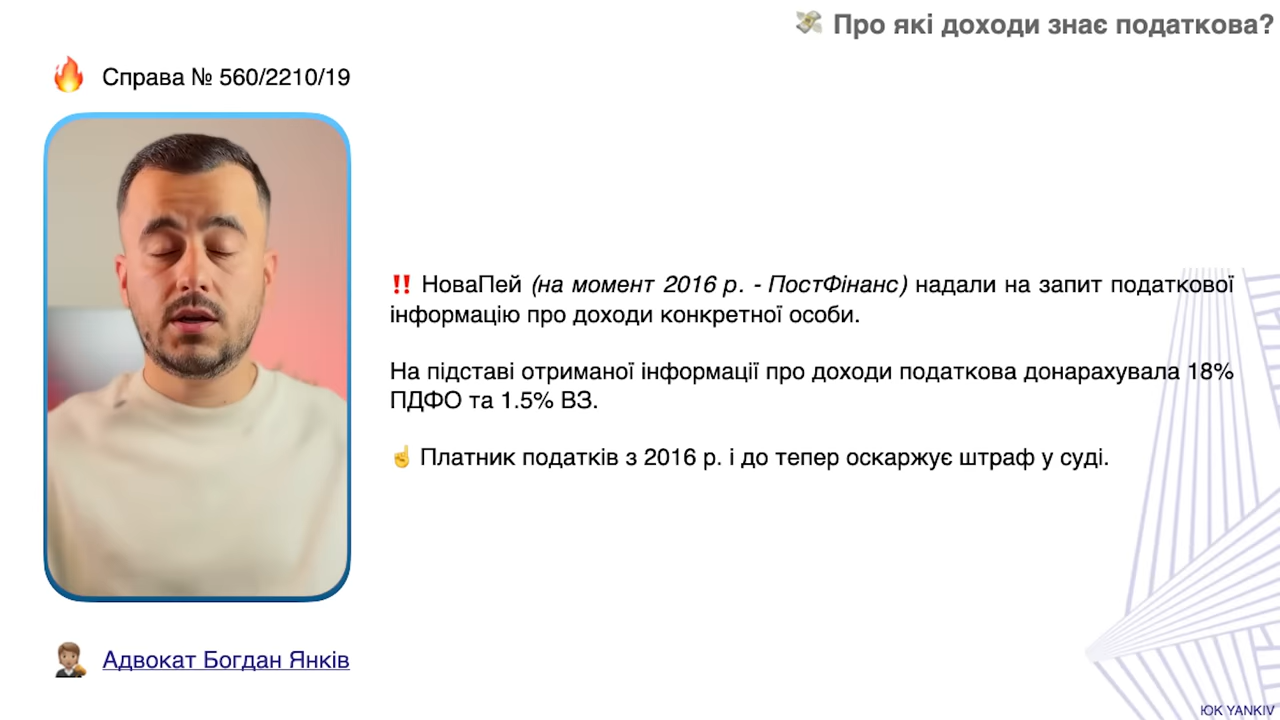 💸 Про які доходи знає податкова?
🔥 Справа № 560/2210/19
‼️ НоваПей (на момент 2016 р. - ПостФінанс) надали на запит податкової
інформацію про доходи конкретної особи.
На підставі отриманої інформації про доходи податкова донарахувала 18%
ПДФО та 1.5% ВЗ.
☝️ Платник податків з 2016 р. і до тепер оскаржує штраф у суді.
Адвокат Богдан Янків
ЮК YANKIV